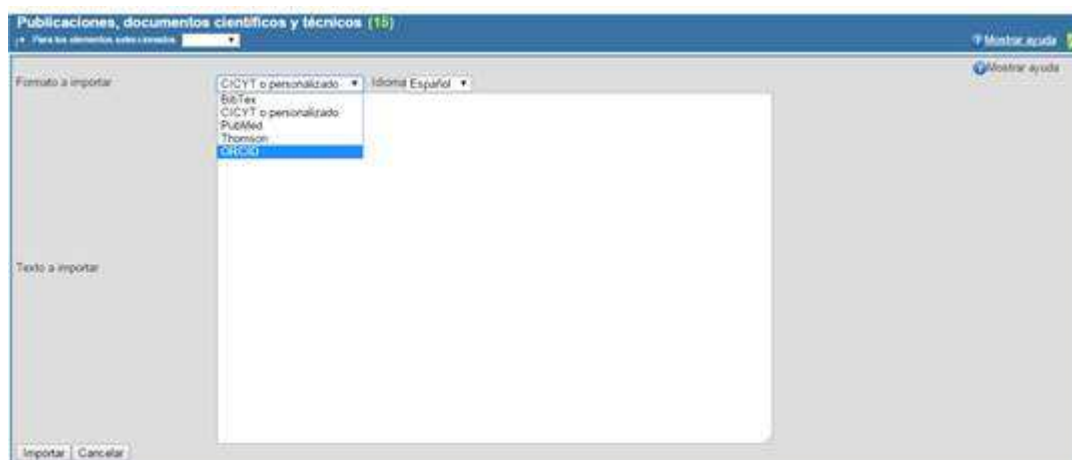 Publicaciones, documentos científicos y técnicos (15)
Para los elementos seleccionados
Mostrar ayuda
Mostrar ayuda
Formato a importar
CICYT o personalizado
Idioma Español
BibTex
CICYT o personalizado
PubMed
Thomson
ORCID
Texto a importar
Importar Cancelar